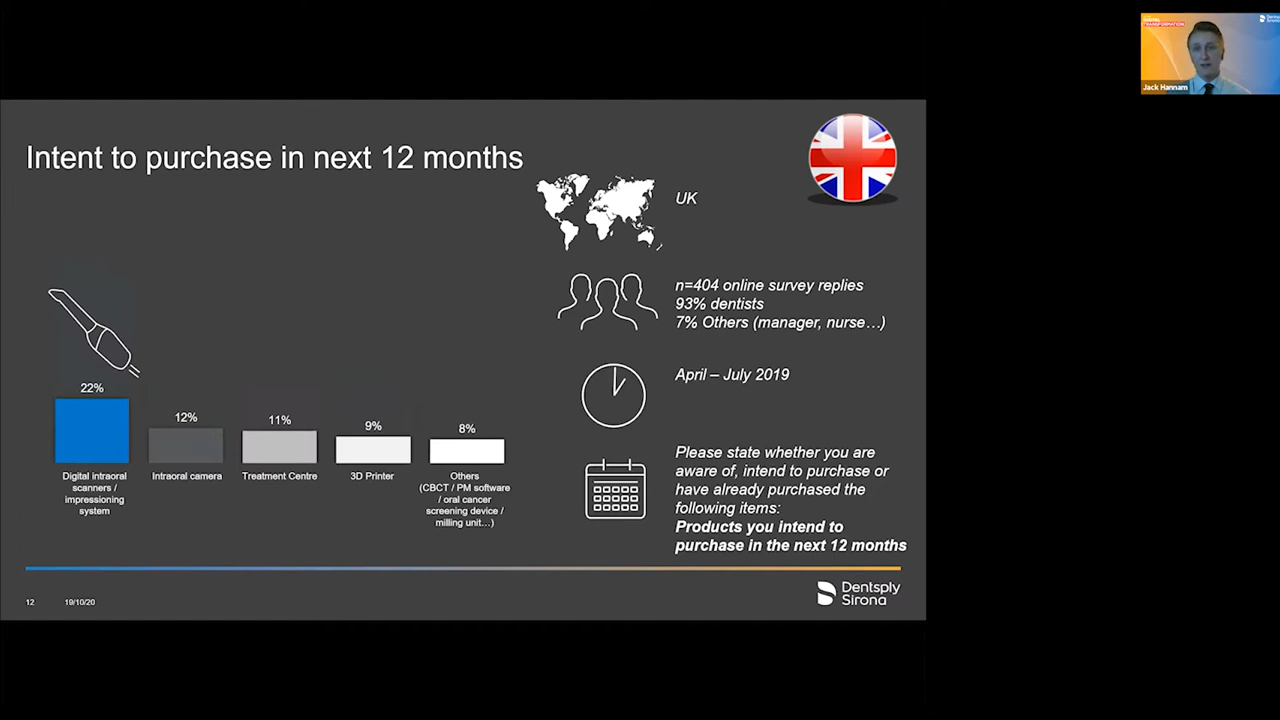 DIGITAL
TRANSFORMATION
Dentsply
Sirona
Jack Hannam
Intent to purchase in next 12 months
UK
n=404 online survey replies
93% dentists
7% Others (manager, nurse…)
April – July 2019
Please state whether you are
aware of, intend to purchase or
have already purchased the
following items:
Products you intend to
purchase in the next 12 months
22%
12%
11%
9%
8%
Digital intraoral
scanners /
impressioning
system
Intraoral camera
Treatment Centre
3D Printer
Others
(CBCT / PM software
/ oral cancer
screening device /
milling unit…)
12
19/10/20
Dentsply
Sirona